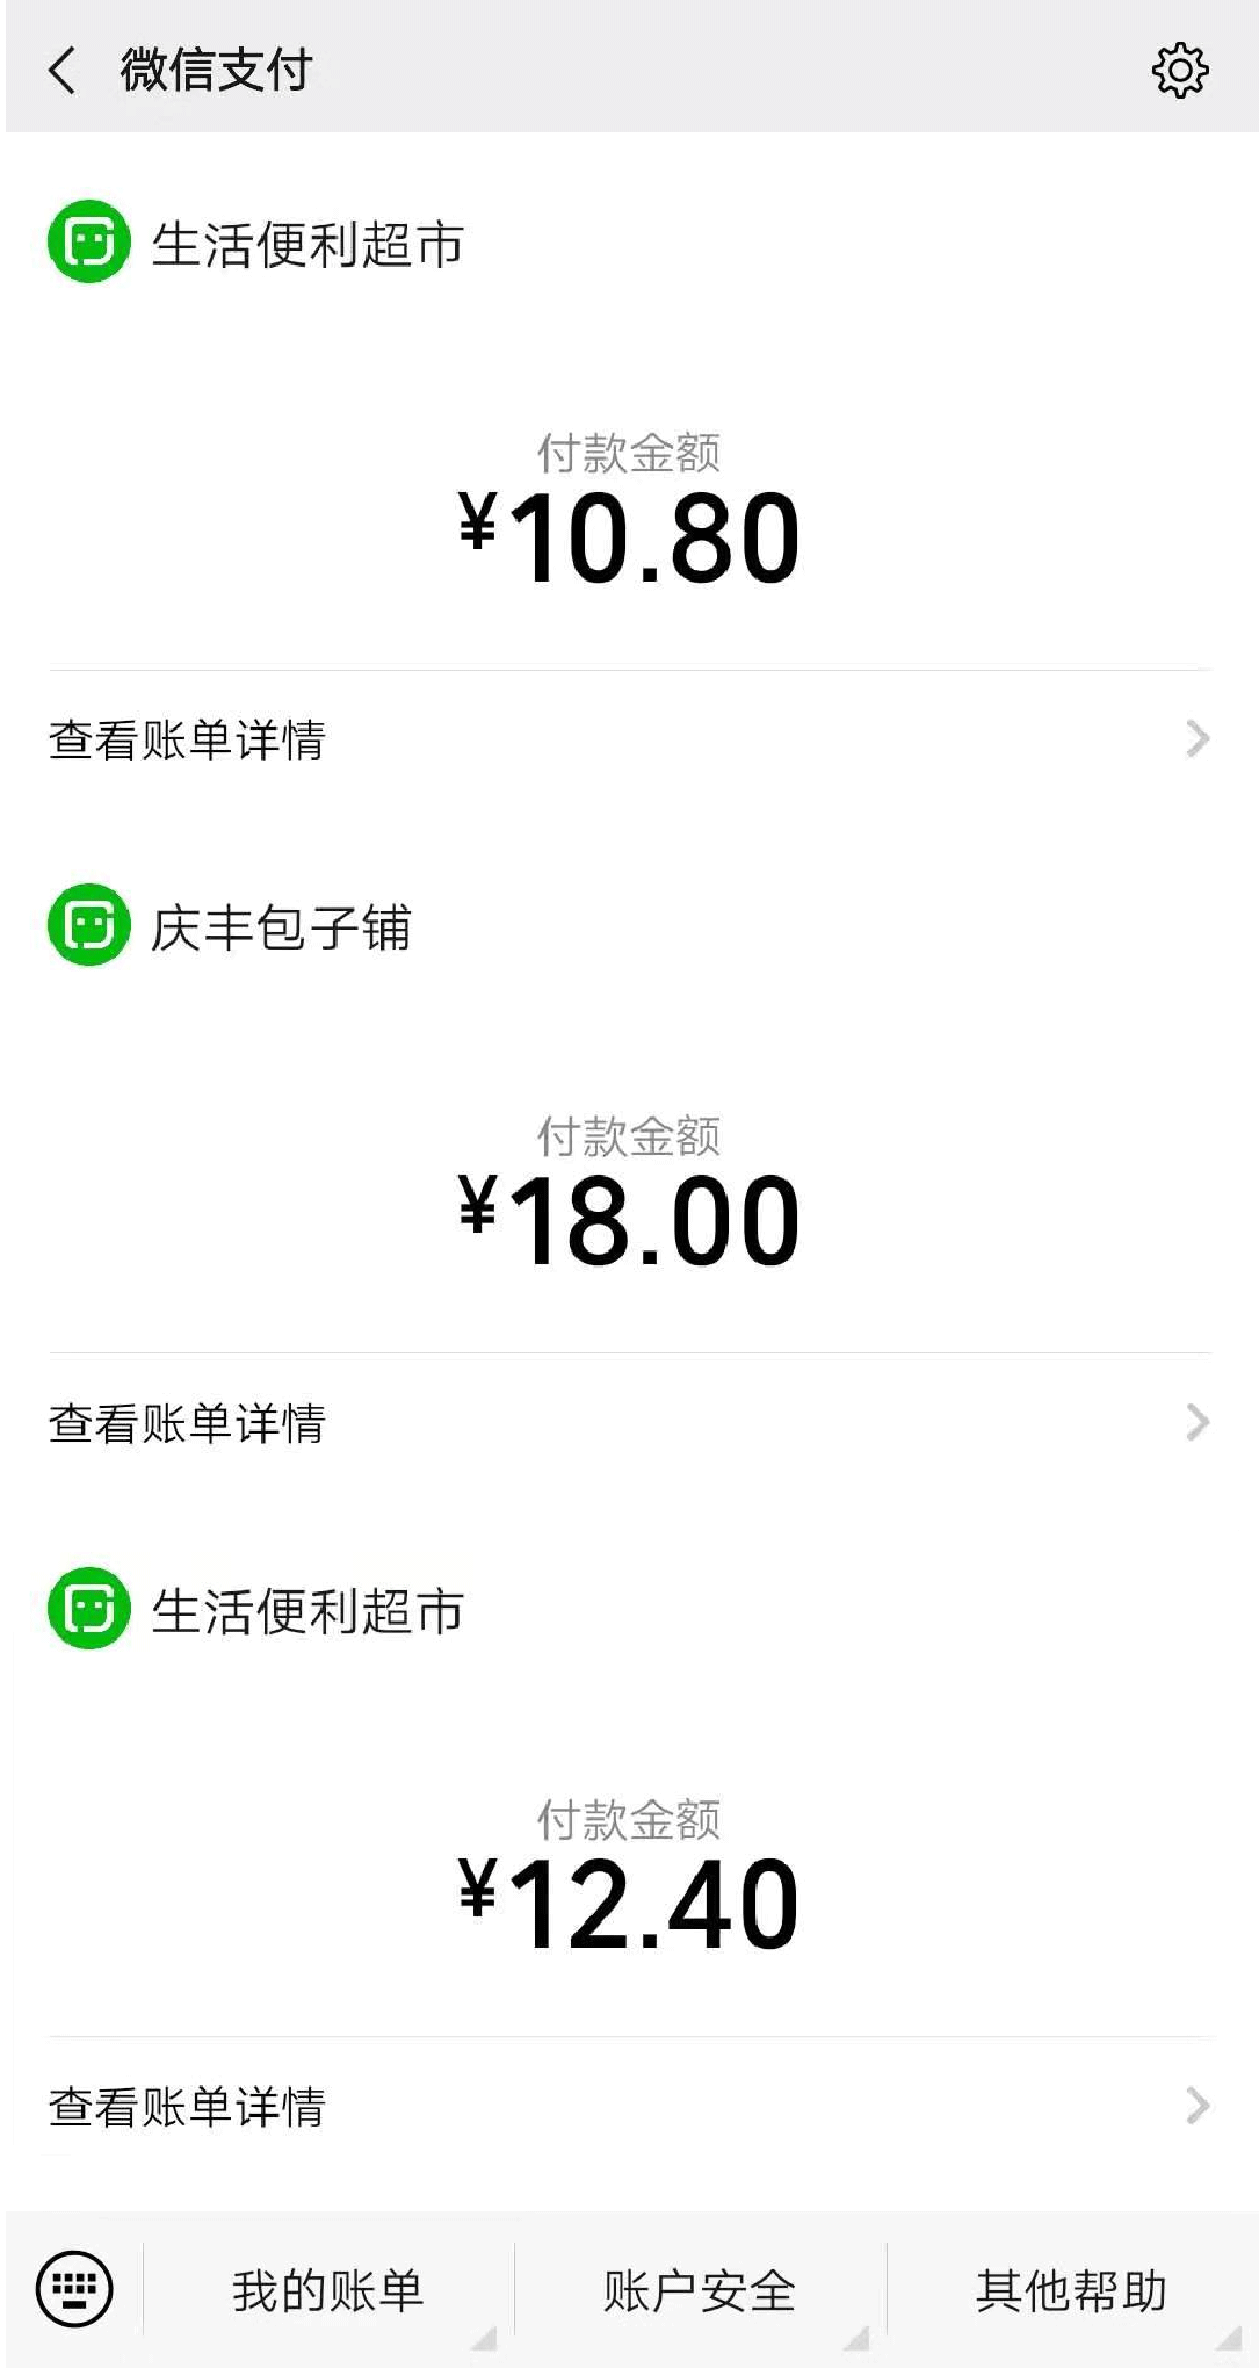 微信支付
生活便利超市
付款金额
¥10.80
查看账单详情
庆丰包子铺
付款金额
¥18.00
查看账单详情
生活便利超市
付款金额
¥12.40
查看账单详情
我的账单 账户安全 其他帮助